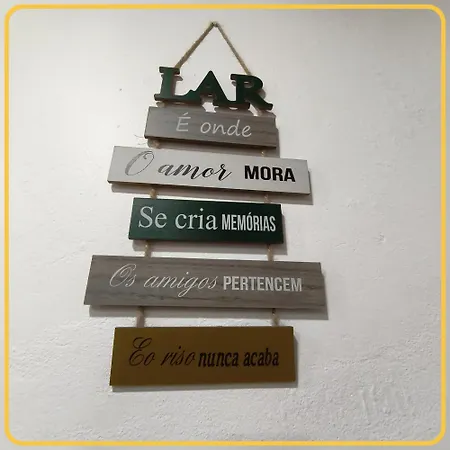 LAR
É onde
O amor MORA
Se cria MEMÓRIAS
Os amigos PERTENCEM
E o riso nunca acaba